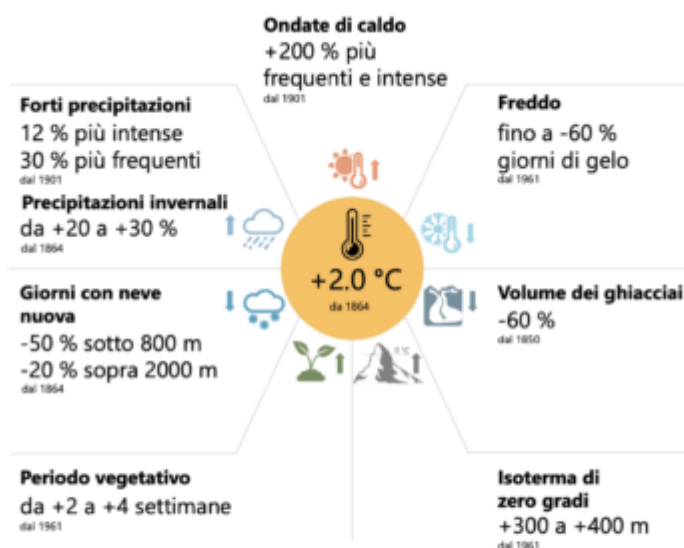 Ondate di caldo
+200 % più
frequenti e intense
dal 1901
Forti precipitazioni
12 % più intense
30 % più frequenti
dal 1901
Precipitazioni invernali
da +20 a +30 %
dal 1864
Freddo
fino a -60 %
giorni di gelo
dal 1961
+2.0 °C
da 1864
Giorni con neve
nuova
-50 % sotto 800 m
-20 % sopra 2000 m
dal 1864
Volume dei ghiacciai
-60 %
dal 1850
0 °C
Periodo vegetativo
da +2 a +4 settimane
dal 1961
Isoterma di
zero gradi
+300 a +400 m
dal 1961